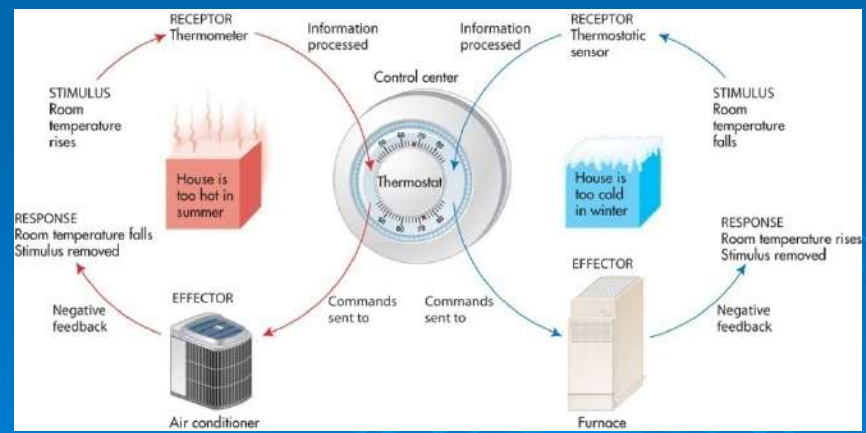 RECEPTOR
Thermometer
Information
processed
STIMULUS
Room
temperature
rises
House is
too hot in
summer
RESPONSE
Room temperature falls
Stimulus removed
Negative
feedback
EFFECTOR
Air conditioner
Commands
sent to
Control center
Thermostat
Information
processed
RECEPTOR
Thermostatic
sensor
STIMULUS
Room
temperature
falls
House is
too cold
in winter
RESPONSE
Room temperature rises
Stimulus removed
Negative
feedback
EFFECTOR
Furnace
Commands
sent to